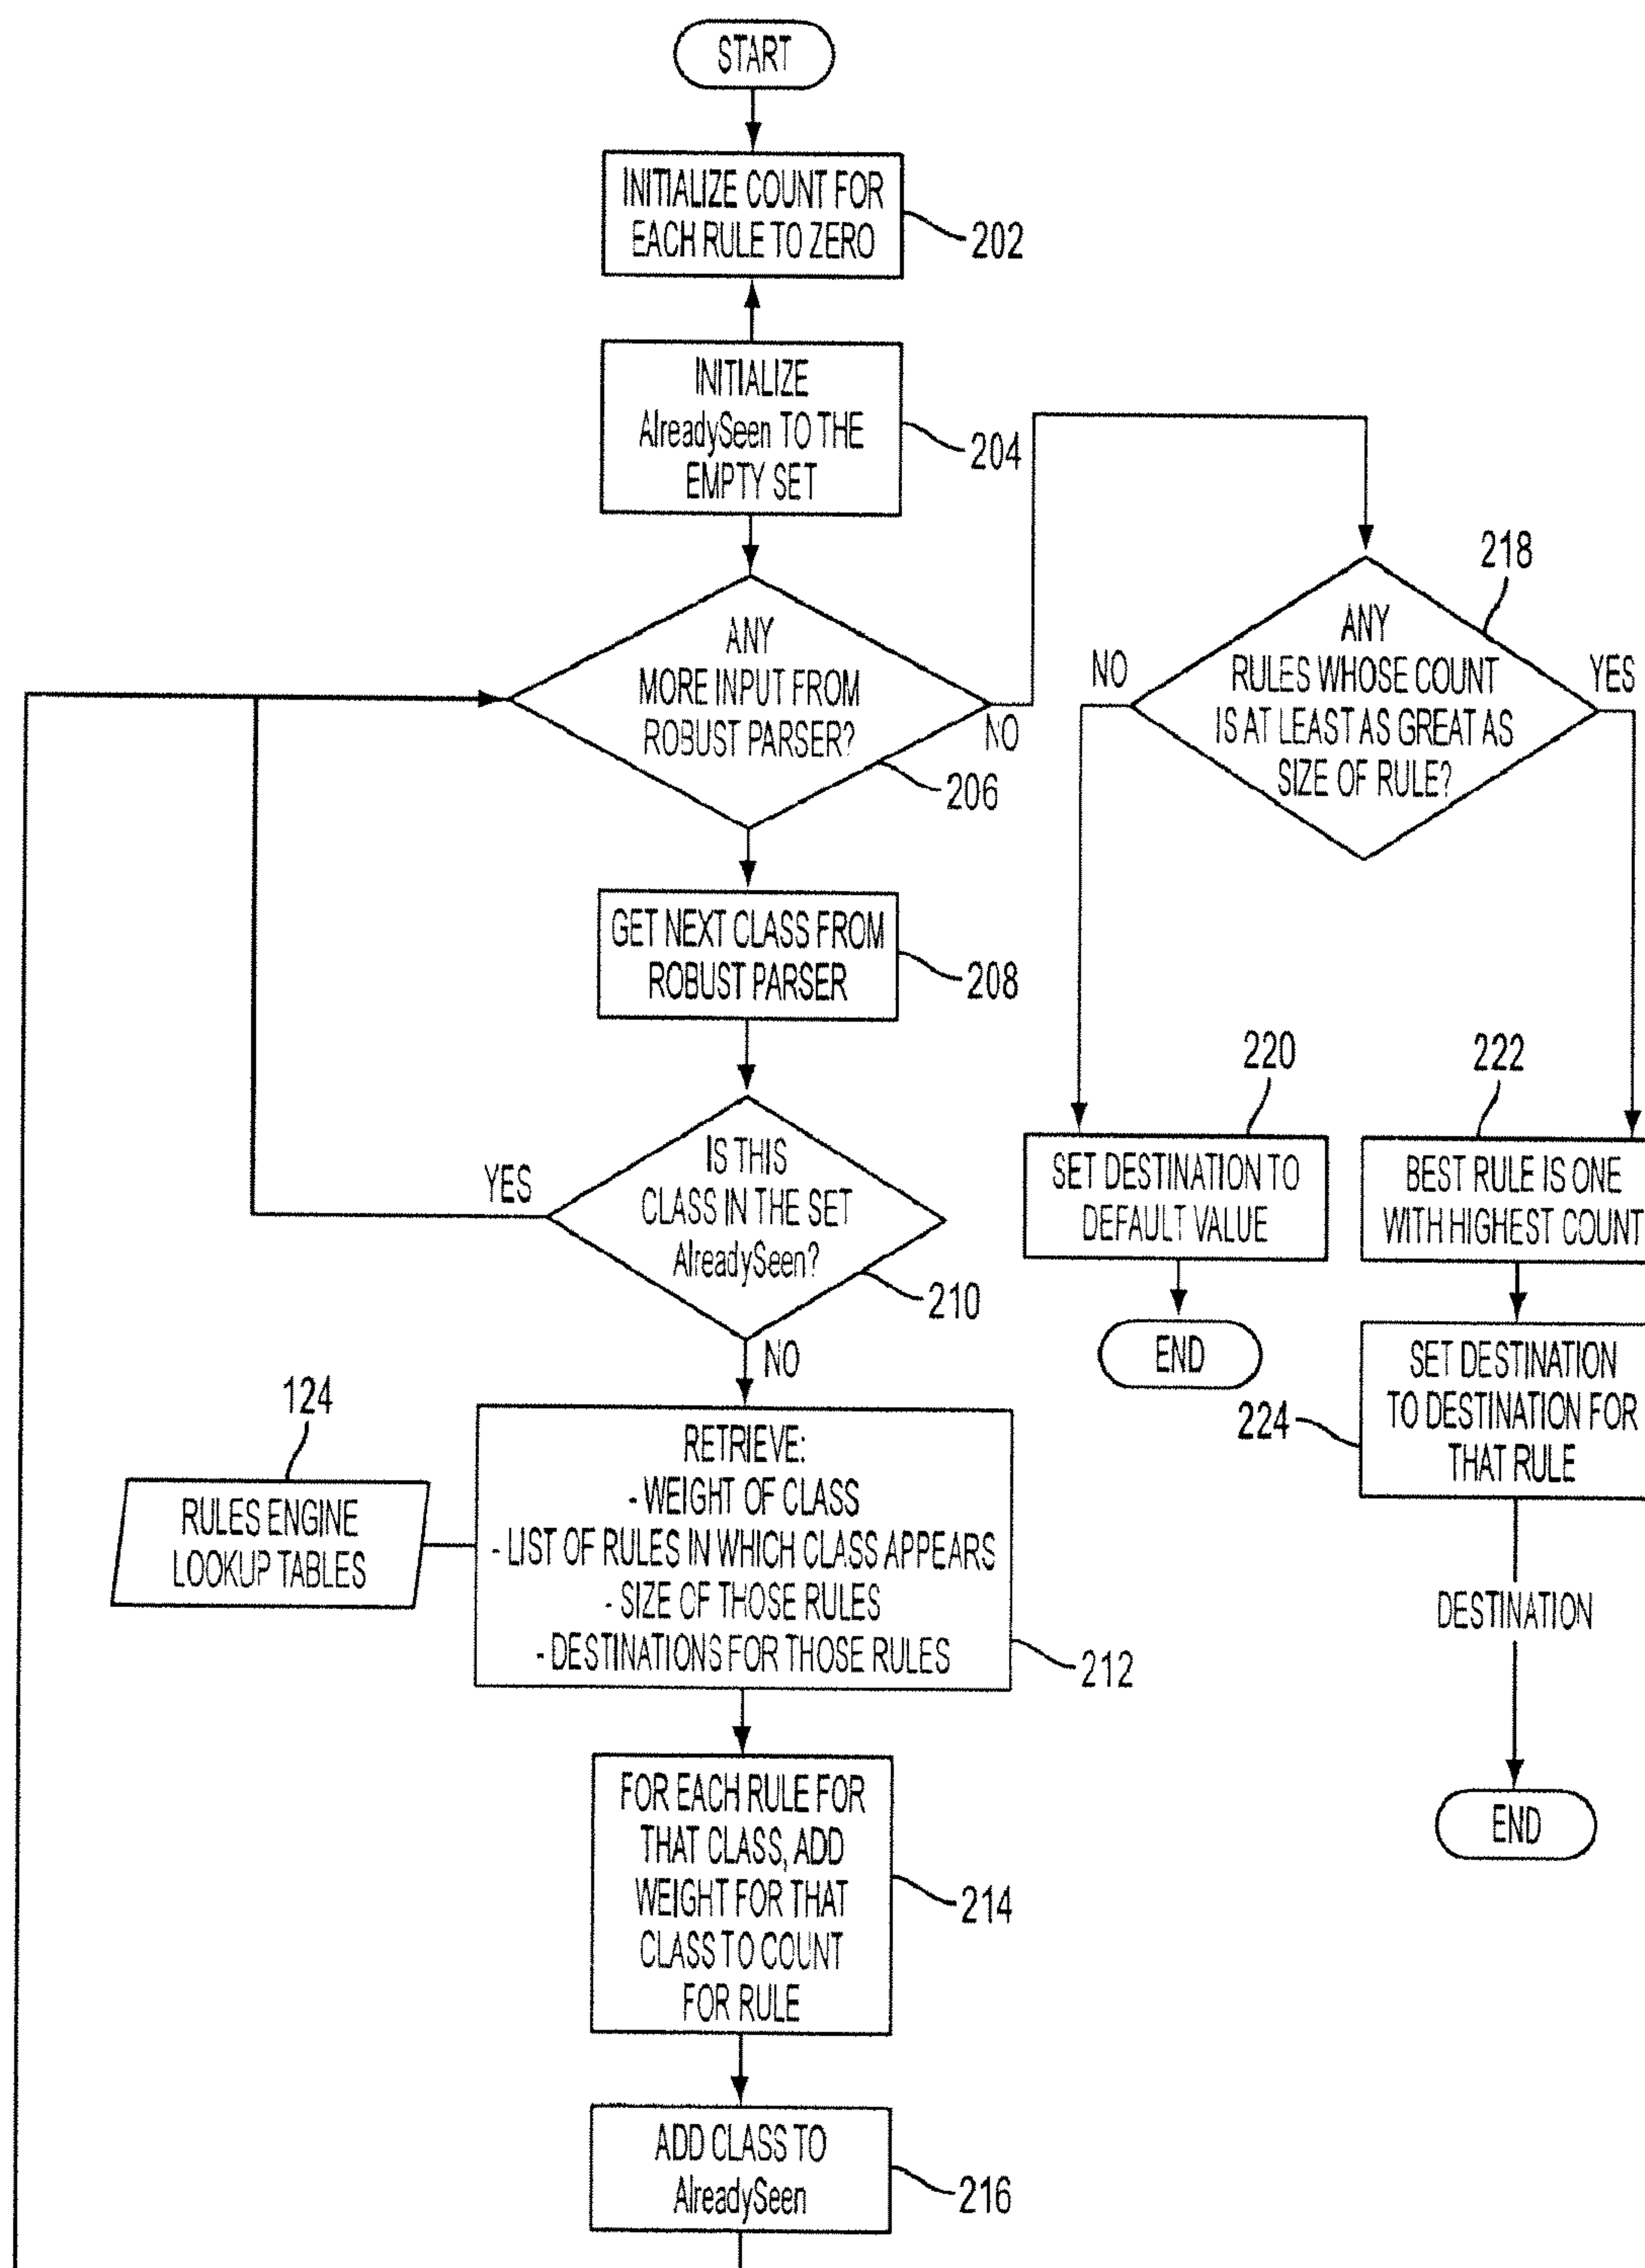 START
INITIALIZE COUNT FOR
EACH RULE TO ZERO
202
INITIALIZE
AlreadySeen TO THE
EMPTY SET
204
ANY
MORE INPUT FROM
ROBUST PARSER?
NO
206
GET NEXT CLASS FROM
ROBUST PARSER
208
IS THIS
CLASS IN THE SET
AlreadySeen?
YES
210
NO
124
RULES ENGINE
LOOKUP TABLES
RETRIEVE:
- WEIGHT OF CLASS
- LIST OF RULES IN WHICH CLASS APPEARS
- SIZE OF THOSE RULES
- DESTINATIONS FOR THOSE RULES
212
FOR EACH RULE FOR
THAT CLASS, ADD
WEIGHT FOR THAT
CLASS TO COUNT
FOR RULE
214
ADD CLASS TO
AlreadySeen
216
218
ANY
RULES WHOSE COUNT
IS AT LEAST AS GREAT AS
SIZE OF RULE?
NO
YES
220
SET DESTINATION TO
DEFAULT VALUE
END
222
BEST RULE IS ONE
WITH HIGHEST COUNT
SET DESTINATION
TO DESTINATION FOR
THAT RULE
224
DESTINATION
END